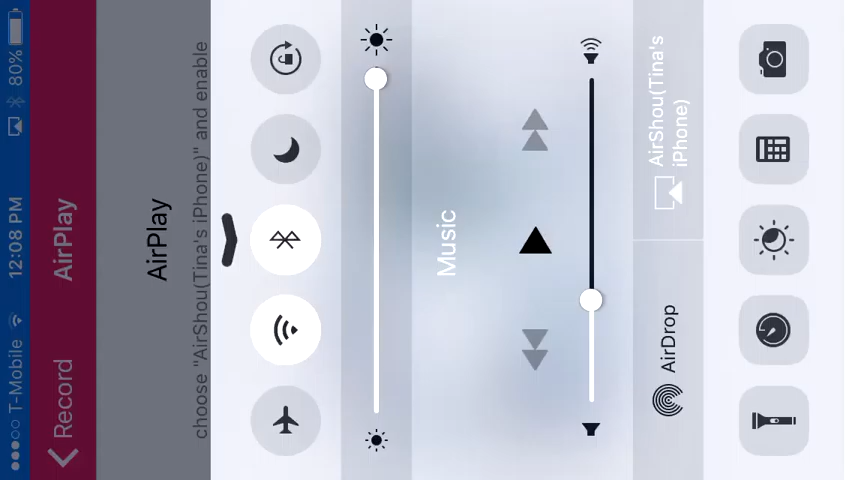 T-Mobile 12:08 PM 80%
Record AirPlay
AirPlay
choose "AirShou(Tina's iPhone)" and enable
Music
AirDrop
AirShou(Tina's
iPhone)